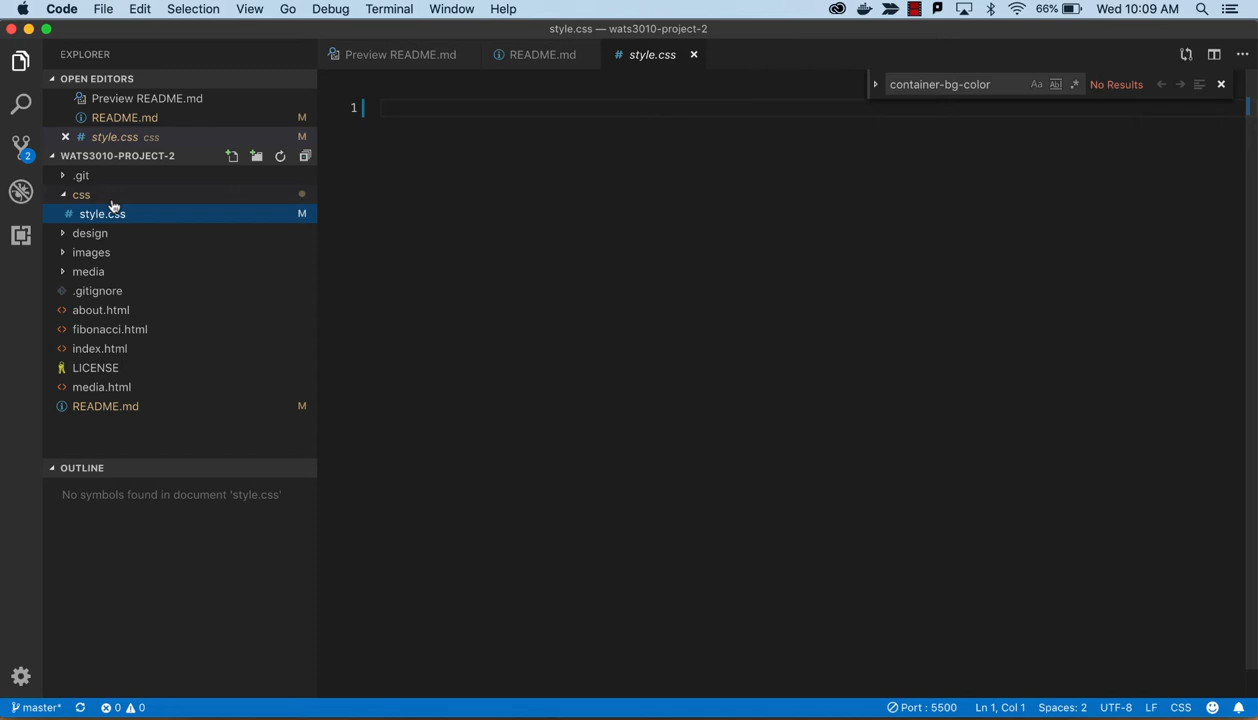 Code File Edit Selection View Go Debug Terminal Window Help 66% Wed 10:09 AM
style.css — wats3010-project-2
EXPLORER
Preview README.md README.md style.css
OPEN EDITORS
container-bg-color Aa Abl .* No Results
Preview README.md
README.md M
style.css css M
WATS3010-PROJECT-2
1
.git
css
style.css M
2
design
images
media
.gitignore
about.html
fibonacci.html
index.html
LICENSE
media.html
README.md M
OUTLINE
No symbols found in document 'style.css'
master* 0 0 Port : 5500 Ln 1, Col 1 Spaces: 2 UTF-8 LF CSS